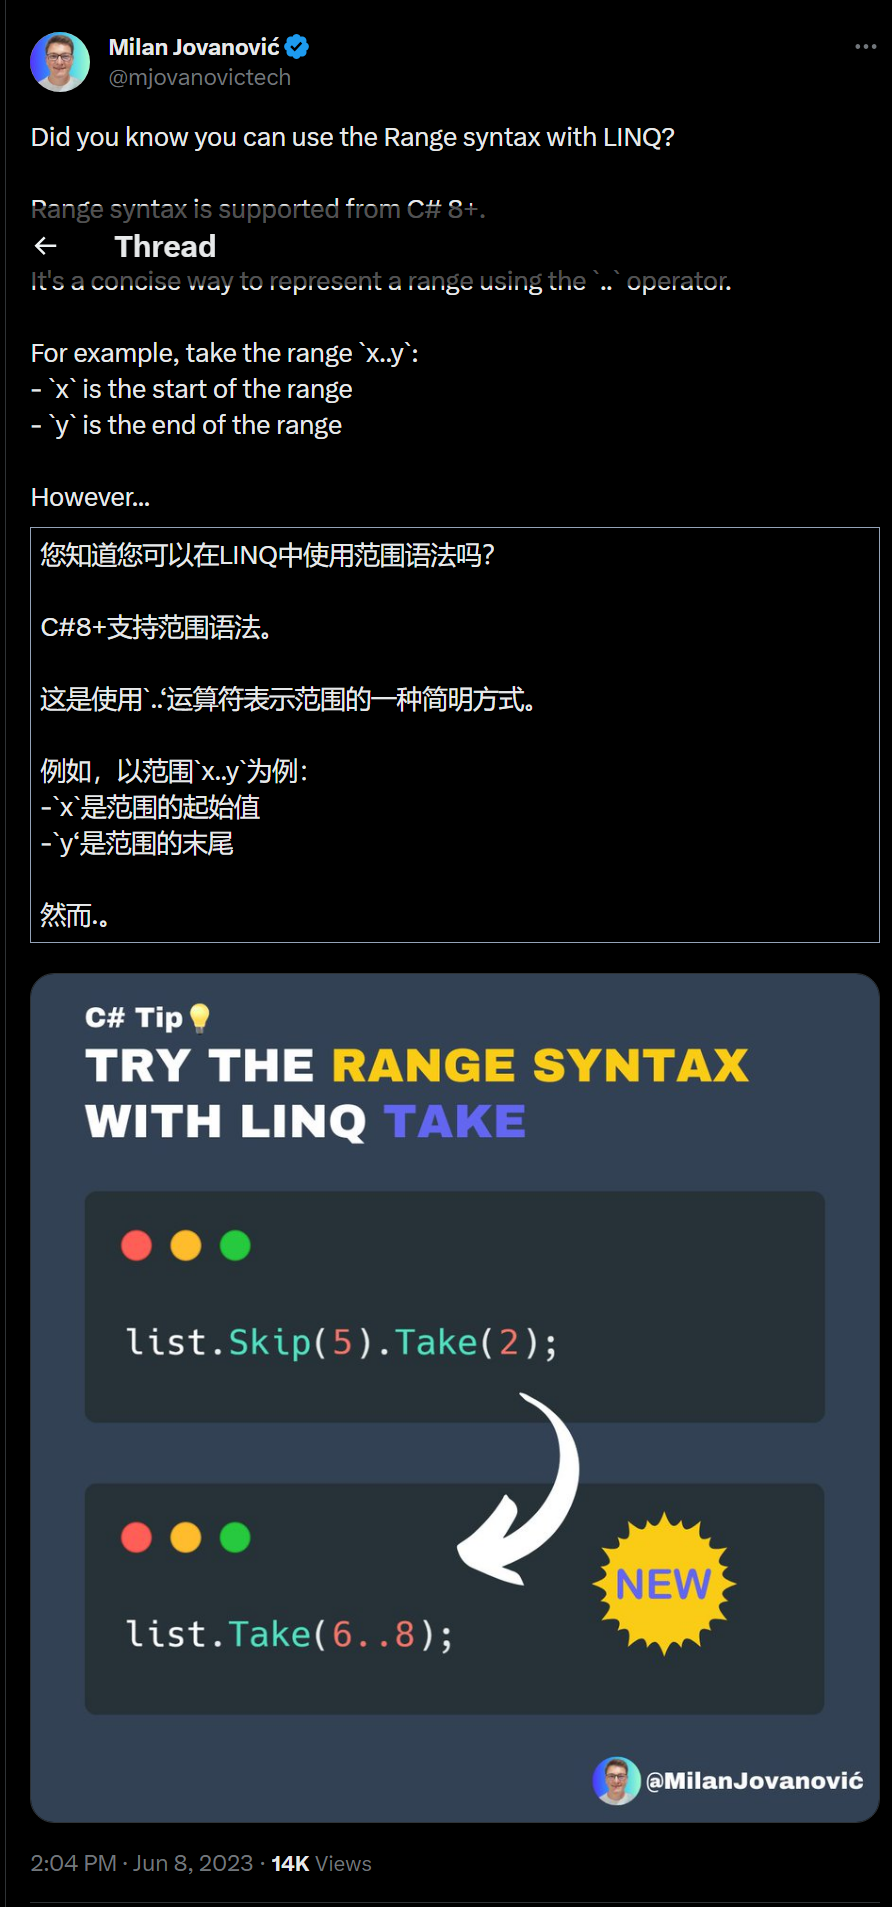 Milan Jovanović
@mjovanovictech
Did you know you can use the Range syntax with LINQ?
Range syntax is supported from C# 8+.
Thread
It's a concise way to represent a range using the `..` operator.
For example, take the range `x..y`:
- `x` is the start of the range
- `y` is the end of the range
However...
您知道您可以在LINQ中使用范围语法吗?
C#8+支持范围语法。
这是使用`..‘运算符表示范围的一种简明方式。
例如，以范围`x..y`为例：
-`x`是范围的起始值
-`y‘是范围的末尾
然而.。
C# Tip
TRY THE RANGE SYNTAX
WITH LINQ TAKE
list.Skip(5).Take(2);
NEW
list.Take(6..8);
@MilanJovanović
2:04 PM · Jun 8, 2023 · 14K Views